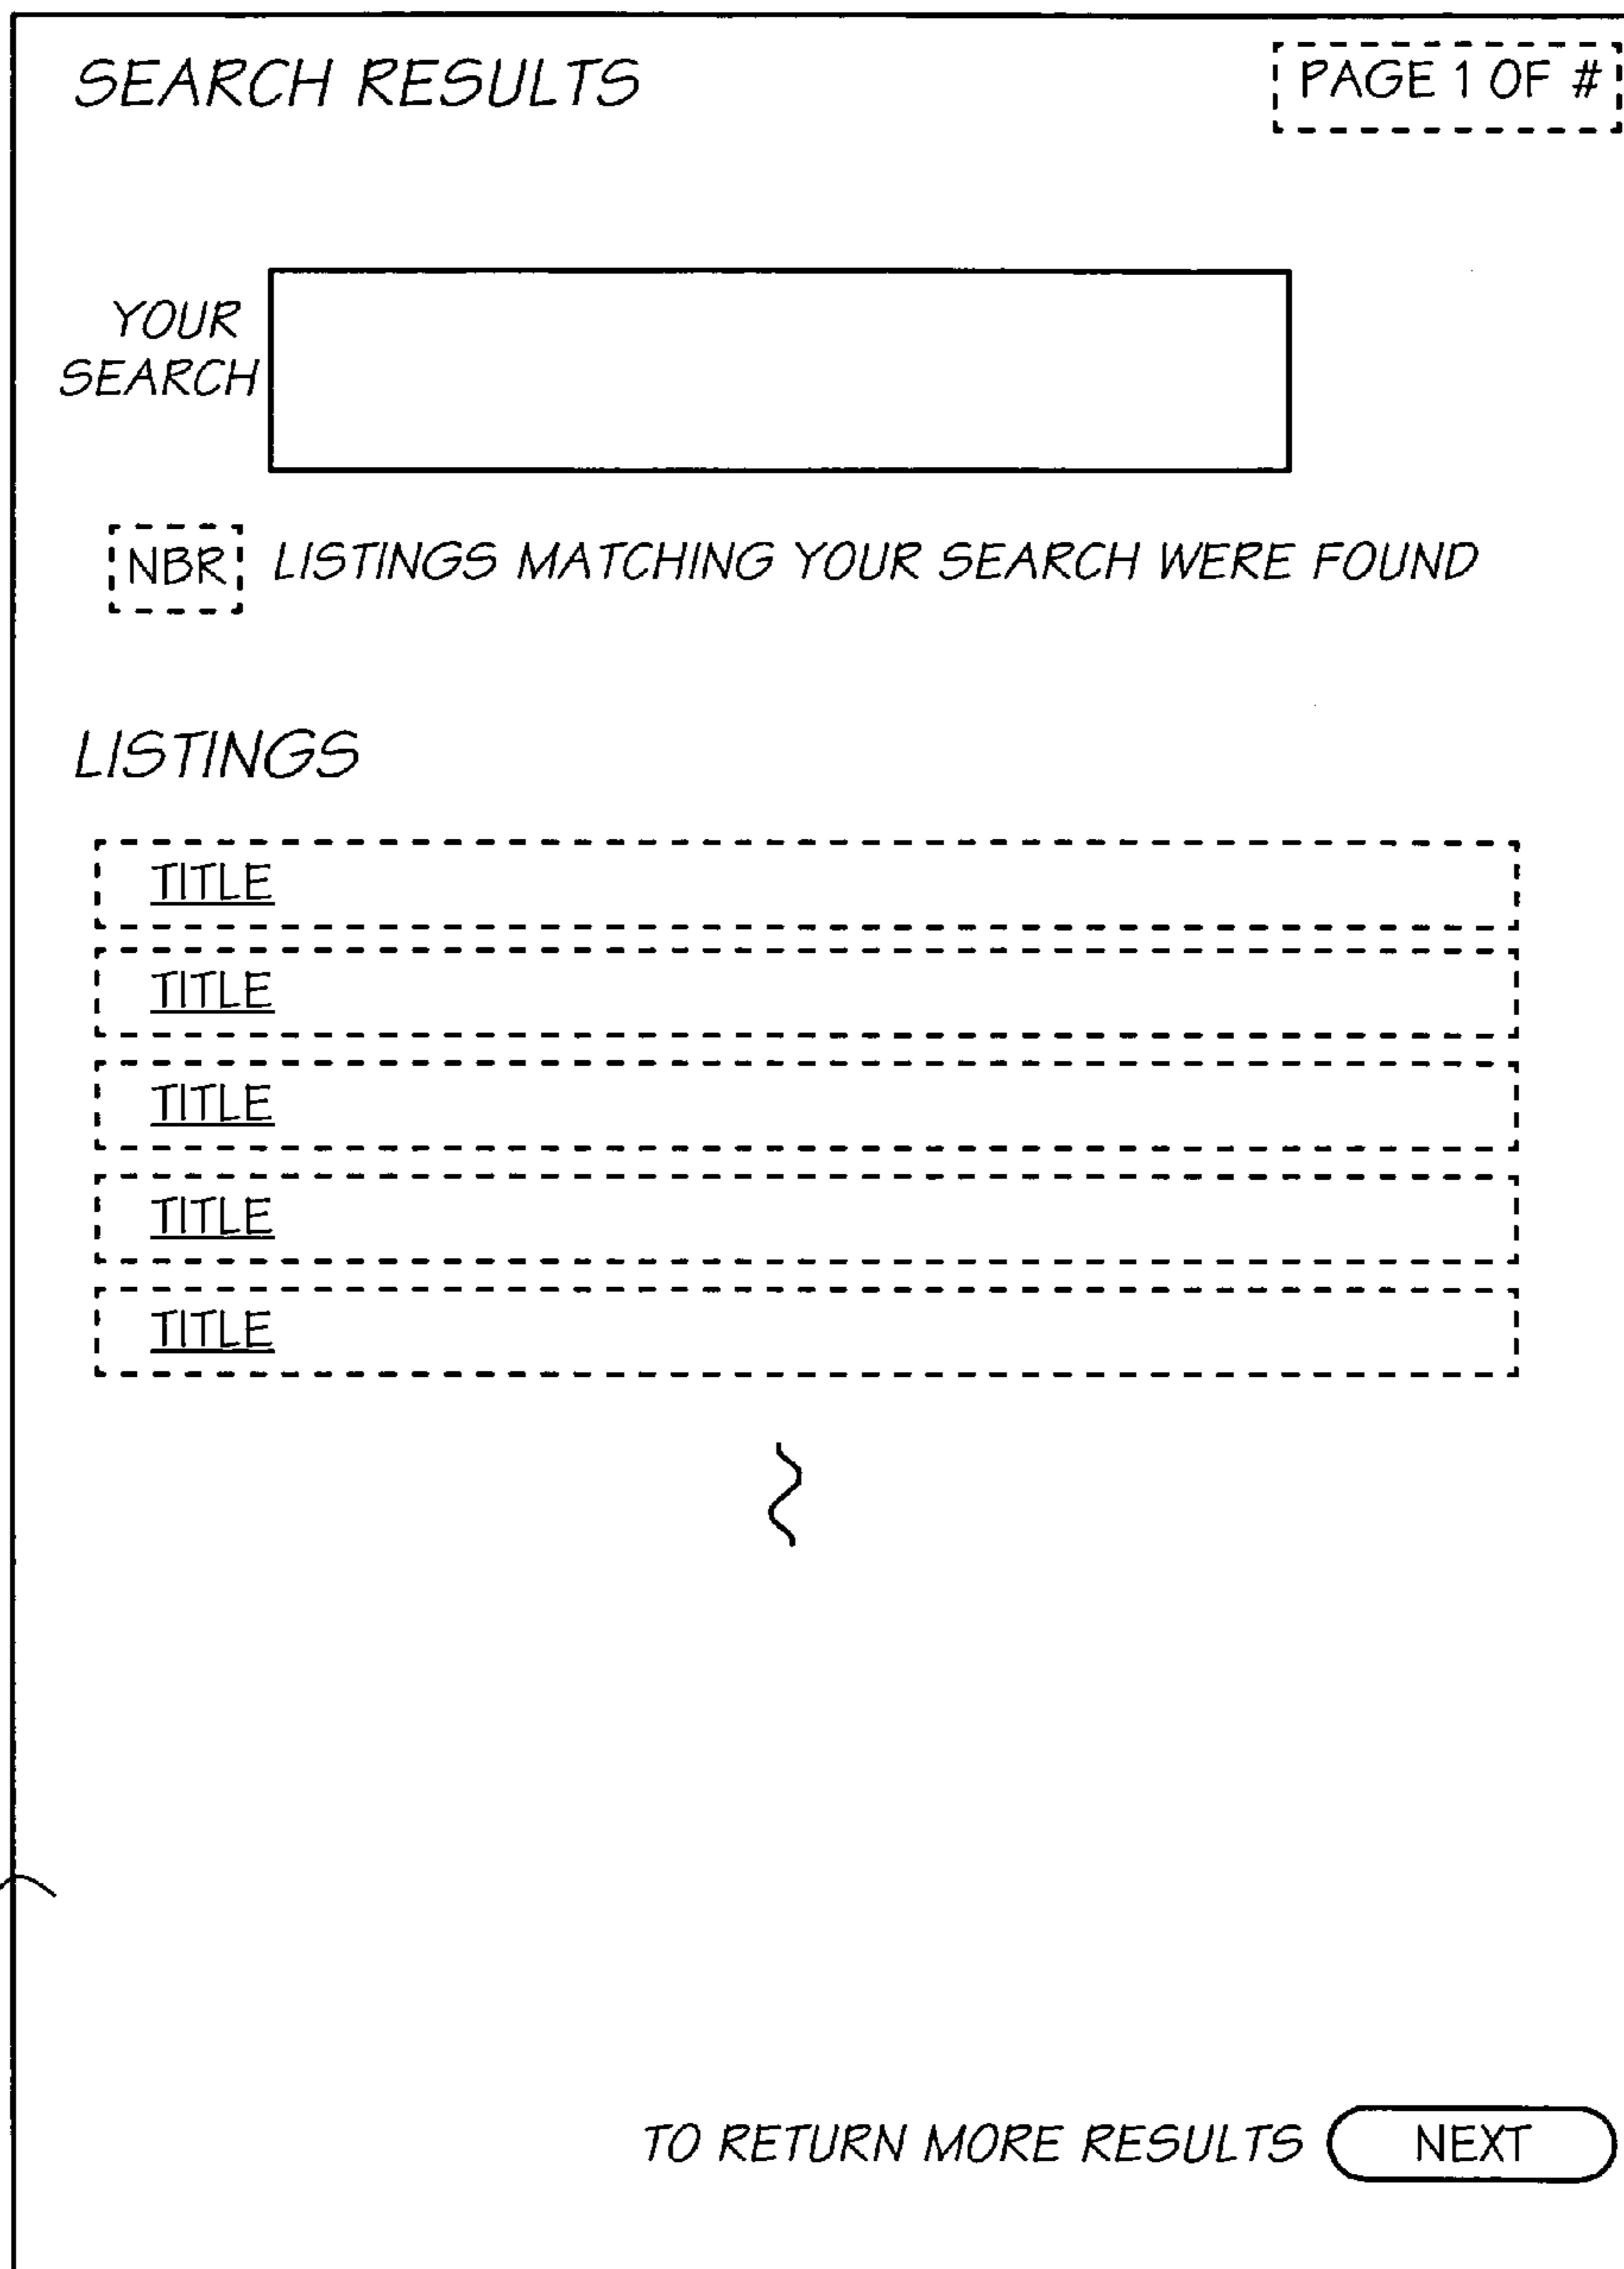 SEARCH RESULTS
PAGE 1 OF #
YOUR
SEARCH
NBR LISTINGS MATCHING YOUR SEARCH WERE FOUND
LISTINGS
TITLE
TITLE
TITLE
TITLE
TITLE
TO RETURN MORE RESULTS NEXT